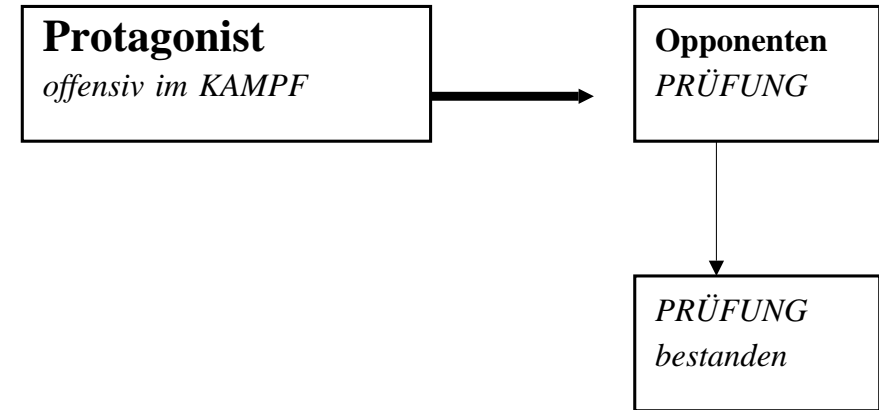 Protagonist
offensiv im KAMPF
Opponenten
PRÜFUNG
PRÜFUNG
bestanden